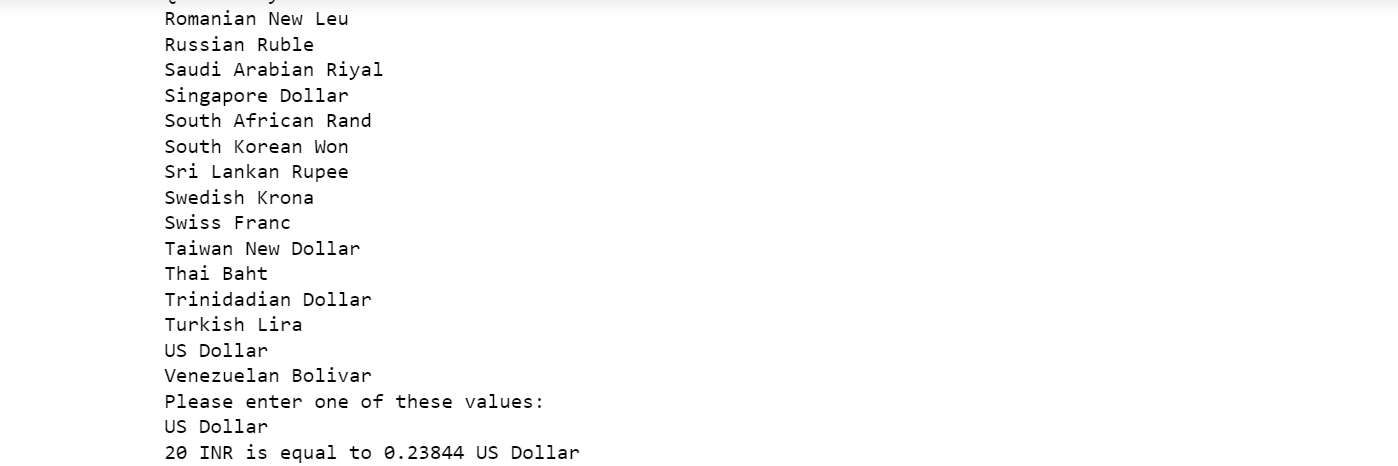 Romanian New Leu
Russian Ruble
Saudi Arabian Riyal
Singapore Dollar
South African Rand
South Korean Won
Sri Lankan Rupee
Swedish Krona
Swiss Franc
Taiwan New Dollar
Thai Baht
Trinidadian Dollar
Turkish Lira
US Dollar
Venezuelan Bolivar
Please enter one of these values:
US Dollar
20 INR is equal to 0.23844 US Dollar